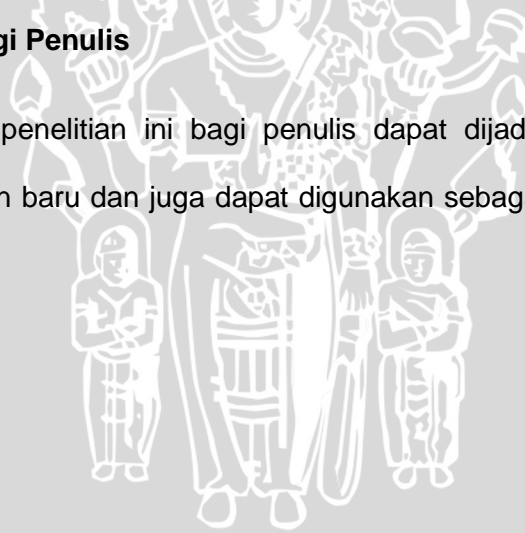 gi Penulis
penelitian ini bagi penulis dapat dijad
n baru dan juga dapat digunakan sebag